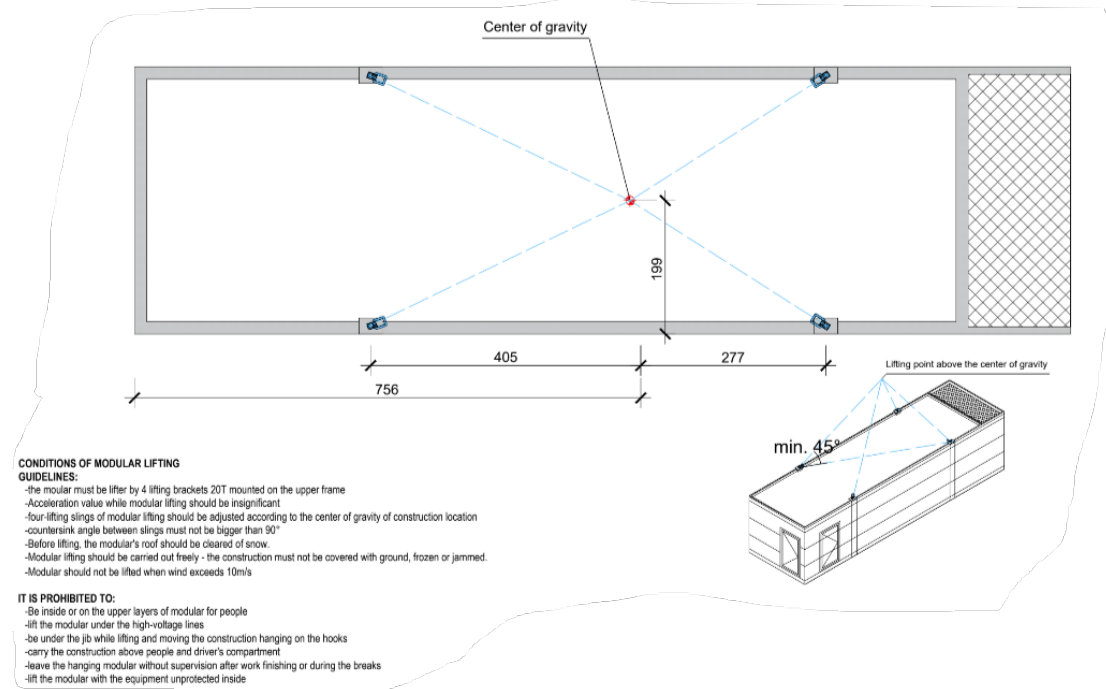 Center of gravity
199
405
277
756
Lifting point above the center of gravity
min. 45°
CONDITIONS OF MODULAR LIFTING
GUIDELINES:
-the moular must be lifter by 4 lifting brackets 20T mounted on the upper frame
-Acceleration value while modular lifting should be insignificant
-four-lifting slings of modular lifting should be adjusted according to the center of gravity of construction location
-countersink angle between slings must not be bigger than 90°
-Before lifting, the modular's roof should be cleared of snow.
-Modular lifting should be carried out freely - the construction must not be covered with ground, frozen or jammed.
-Modular should not be lifted when wind exceeds 10m/s
IT IS PROHIBITED TO:
-Be inside or on the upper layers of modular for people
-lift the modular under the high-voltage lines
-be under the jib while lifting and moving the construction hanging on the hooks
-carry the construction above people and driver's compartment
-leave the hanging modular without supervision after work finishing or during the breaks
-lift the modular with the equipment unprotected inside